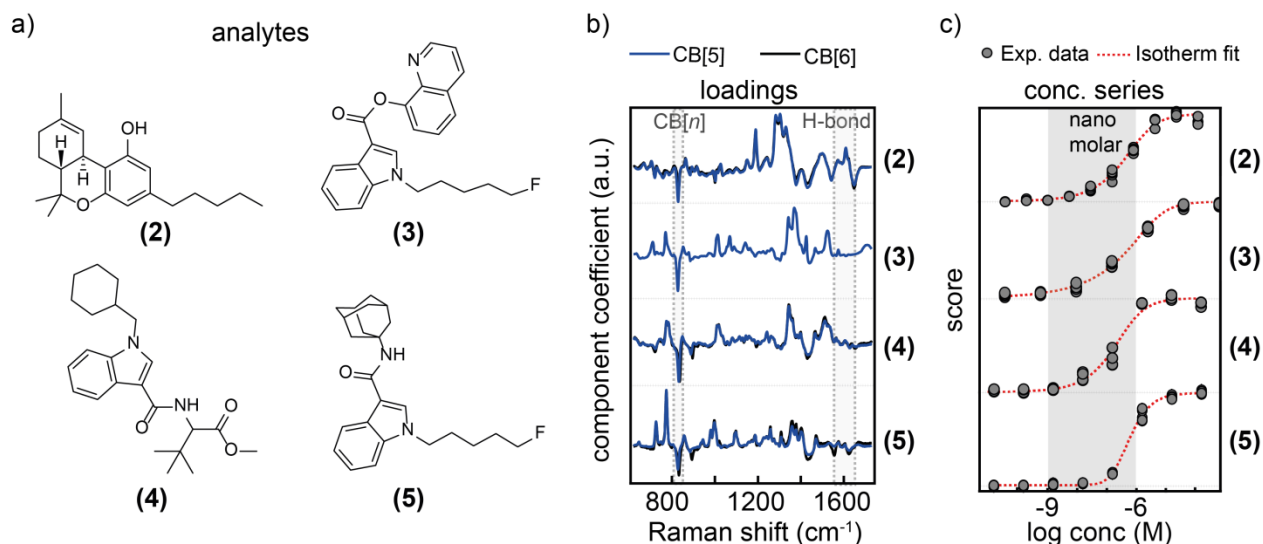 a)
analytes
H
H
OH
O
(2)
N
O
O
N
F
(3)
N
O
NH
O
O
(4)
NH
O
N
F
(5)
b)
CB[5] CB[6]
loadings
CB[n] H-bond
(2)
(3)
(4)
(5)
component coefficient (a.u.)
800 1200 1600
Raman shift (cm⁻¹)
c)
Exp. data Isotherm fit
conc. series
nano
molar
(2)
(3)
(4)
(5)
score
-9 -6
log conc (M)